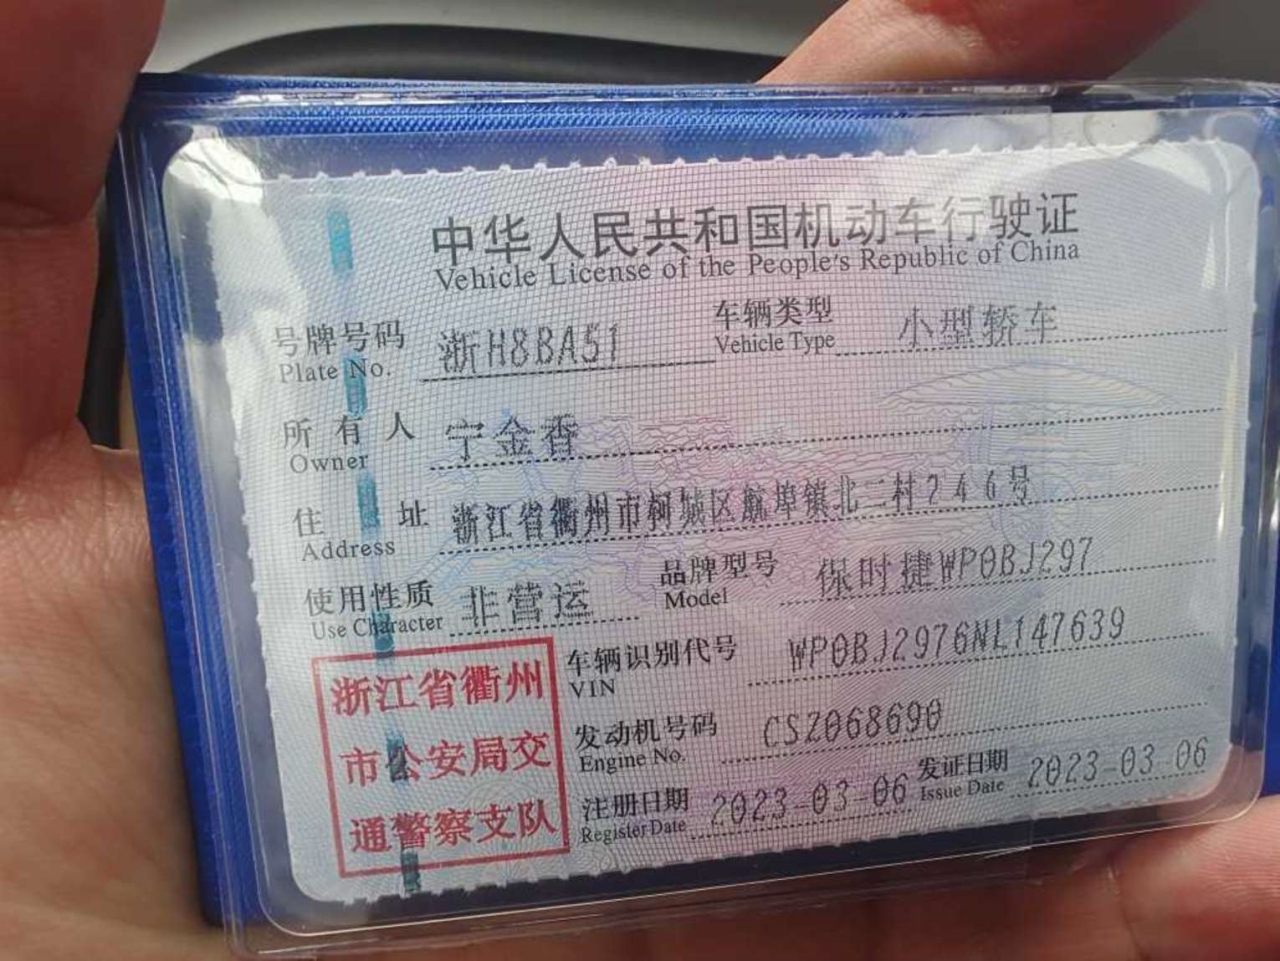 中华人民共和国机动车行驶证
Vehicle License of the People's Republic of China
号牌号码 浙H8BA51 车辆类型 小型轿车
Plate No. Vehicle Type
所有人 宁金香
Owner
住址 浙江省衢州市柯城区航埠镇北二村246号
Address
使用性质 非营运 品牌型号 保时捷WP0BJ297
Use Character Model
车辆识别代号 WP0BJ2976NL147639
VIN
发动机号码 CSZ068690
Engine No.
注册日期 2023-03-06 发证日期 2023-03-06
Register Date Issue Date
浙江省衢州
市公安局交
通警察支队